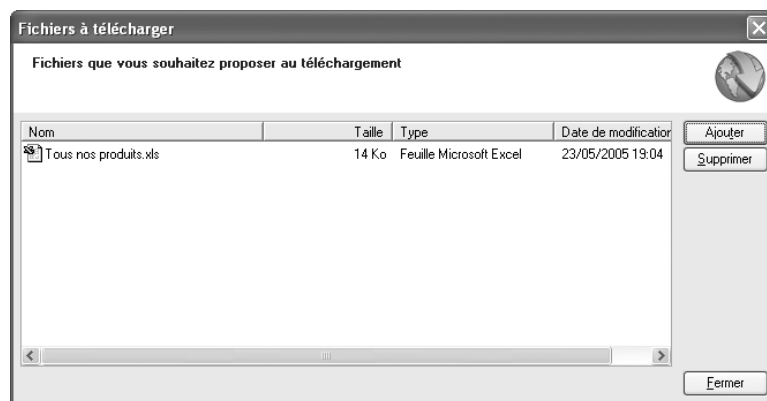 Fichiers à télécharger
Fichiers que vous souhaitez proposer au téléchargement
Nom Taille Type Date de modification Ajouter
Tous nos produits.xls 14 Ko Feuille Microsoft Excel 23/05/2005 19:04 Supprimer
Fermer